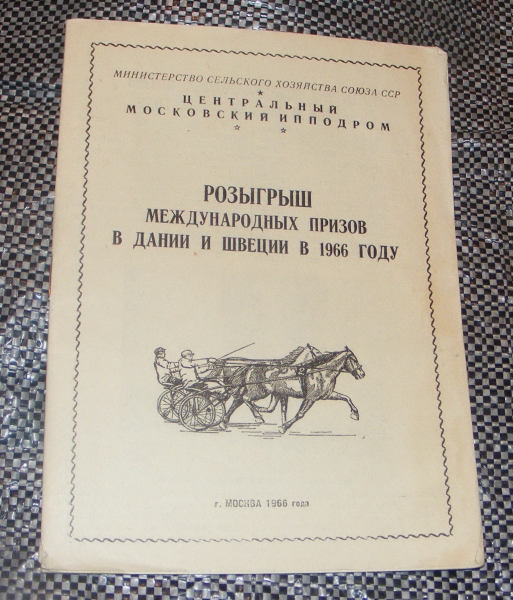 МИНИСТЕРСТВО СЕЛЬСКОГО ХОЗЯЙСТВА СОЮЗА ССР
ЦЕНТРАЛЬНЫЙ
МОСКОВСКИЙ ИППОДРОМ
РОЗЫГРЫШ
МЕЖДУНАРОДНЫХ ПРИЗОВ
В ДАНИИ И ШВЕЦИИ В 1966 ГОДУ
г. МОСКВА 1966 года